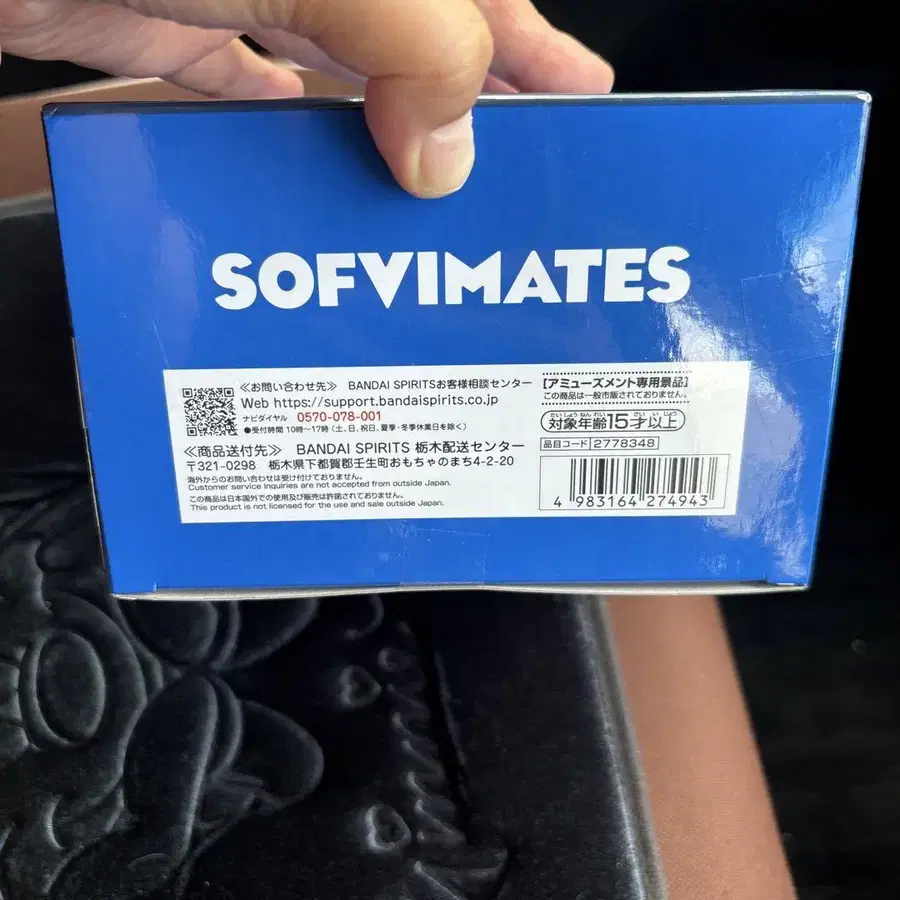 SOFVIMATES
≪お問い合わせ先≫ BANDAI SPIRITSお客様相談センター
Web https://support.bandaispirits.co.jp
ナビダイヤル 0570-078-001
●受付時間 10時~17時(土、日、祝日、夏季・冬季休業日を除く)
≪商品送付先≫ BANDAI SPIRITS 栃木配送センター
〒321-0298 栃木県下都賀郡壬生町おもちゃのまち4-2-20
海外からのお問い合わせは受け付けておりません。
Customer service inquiries are not accepted from outside Japan.
この商品は日本国外での使用及び販売は許諾されておりません。
This product is not licensed for the use and sale outside Japan.
【アミューズメント専用景品】
この商品は一般市販されておりません。
たいしょうねんれい さい いじょう
対象年齢15才以上
品目コード 2778348
4 983164 274943